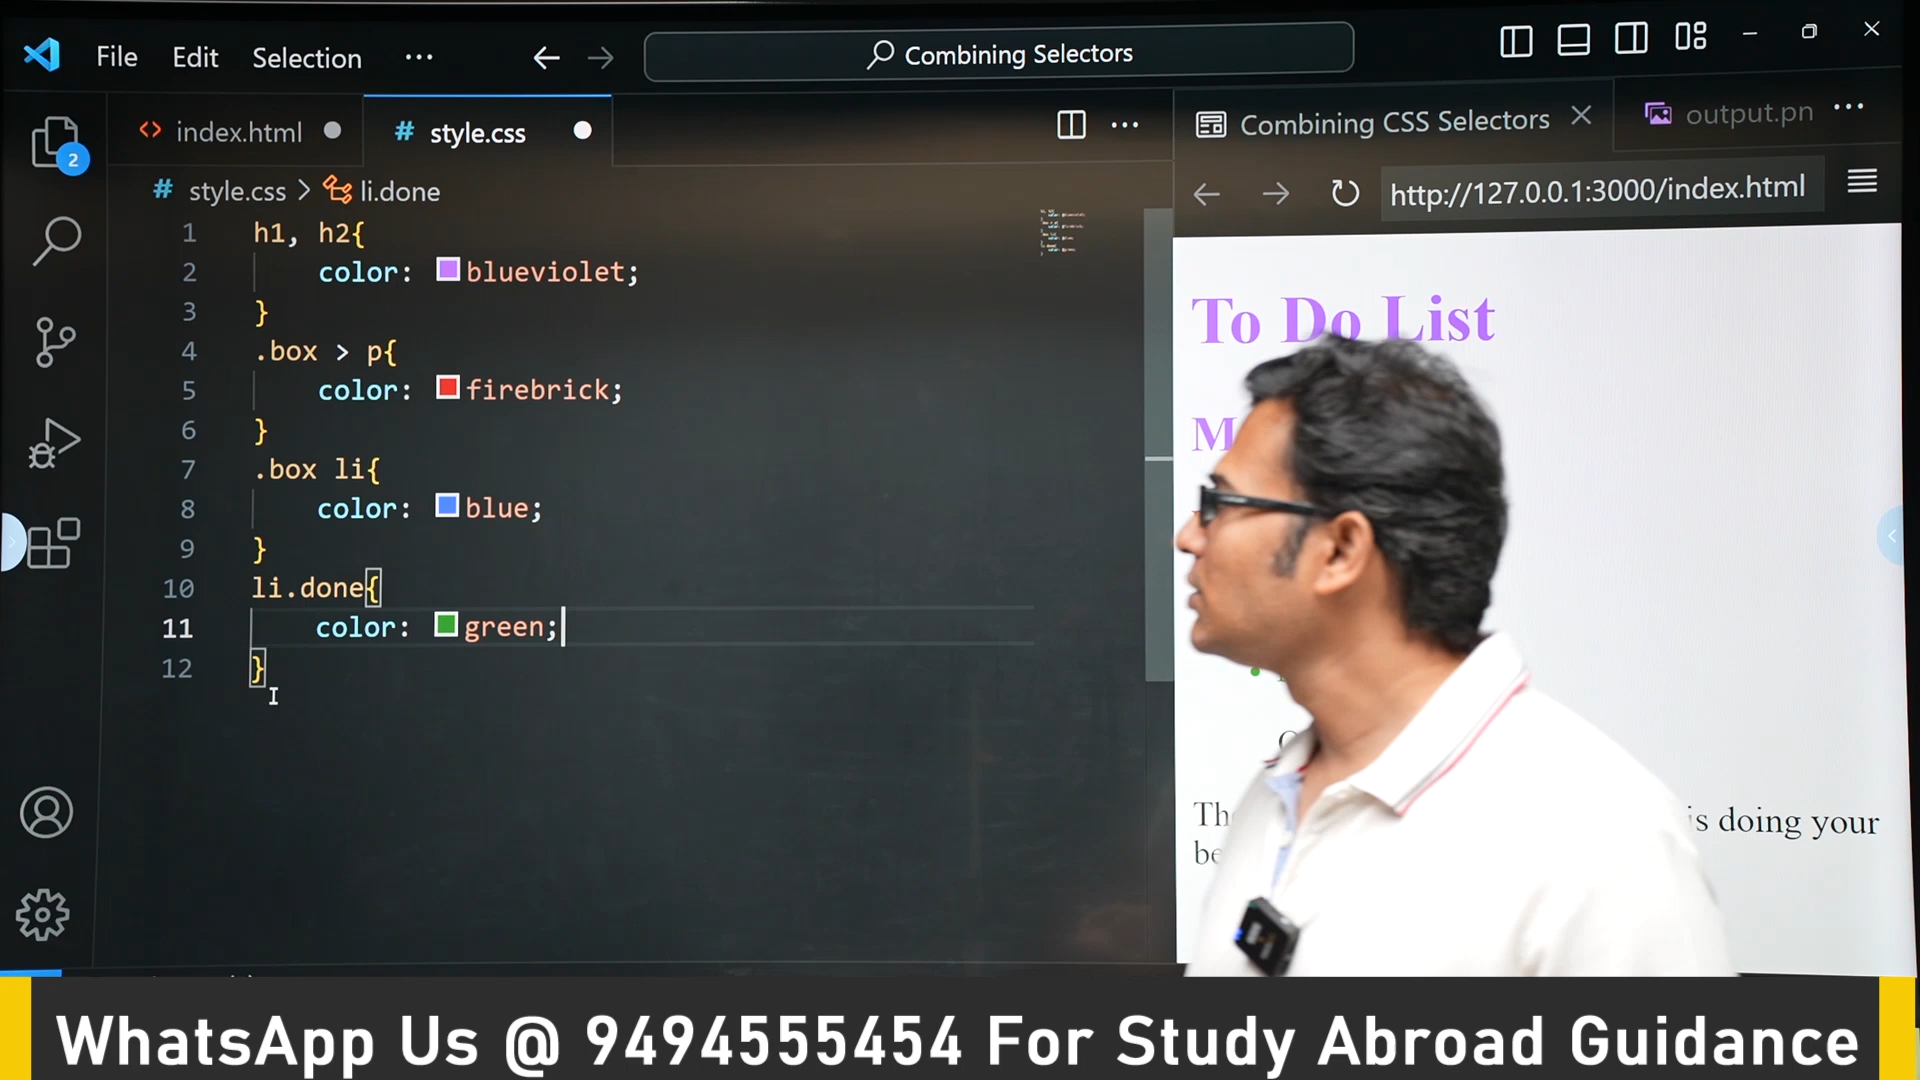 File Edit Selection ··· Combining Selectors
index.html style.css ···
Combining CSS Selectors output.pn ···
2
style.css > li.done
http://127.0.0.1:3000/index.html
1 h1, h2{
2 color: blueviolet;
3 }
4 .box > p{
5 color: firebrick;
6 }
7 .box li{
8 color: blue;
9 }
10 li.done{
11 color: green;
12 }
To Do List
M
is doing your
WhatsApp Us @ 9494555454 For Study Abroad Guidance